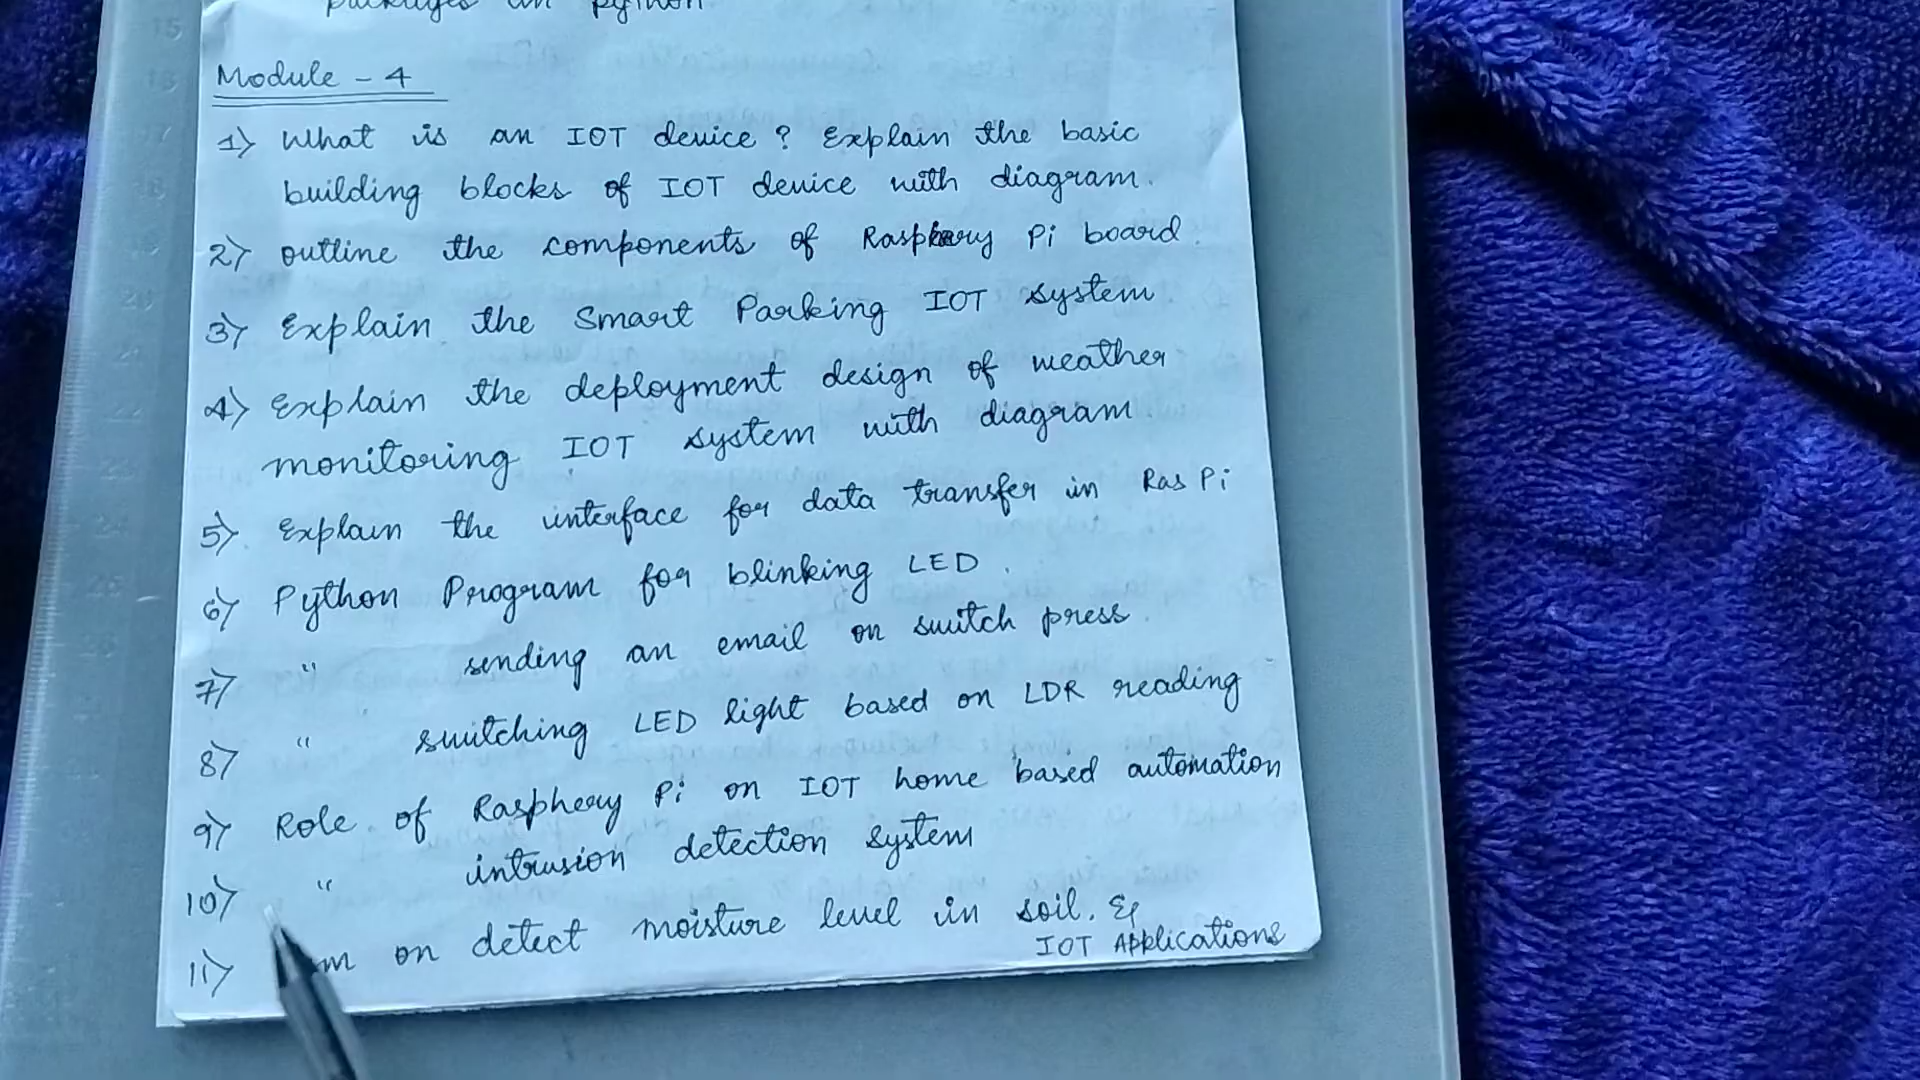 packages in python
Module - 4
1) What is an IOT device ? Explain the basic
building blocks of IOT device with diagram.
2) outline the components of Raspbery Pi board.
3) Explain the Smart Parking IOT system
4) Explain the deployment design of weather
monitoring IOT system with diagram
5) Explain the interface for data transfer in Ras Pi
6) Python Program for blinking LED.
7) " sending an email on switch press
8) " switching LED light based on LDR reading
9) Role of Raspbery Pi on IOT home based automation
10) " intrusion detection system
11) on detect moisture level in soil. &
IOT Applications